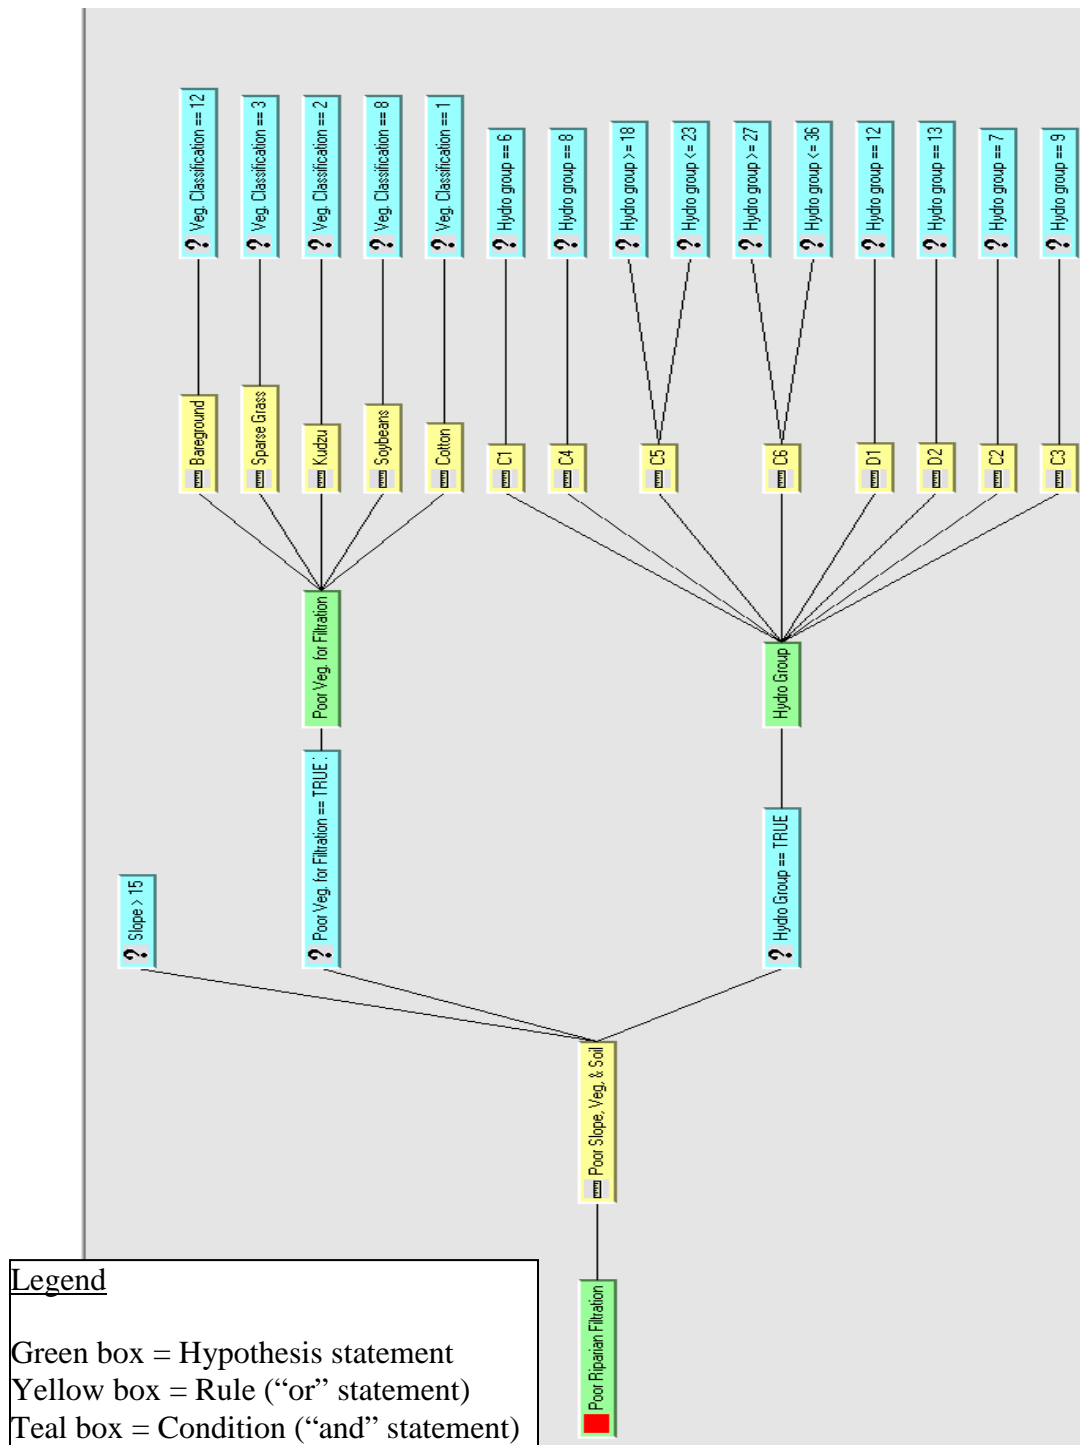 ? Veg. Classification == 12
? Veg. Classification == 3
? Veg. Classification == 2
? Veg. Classification == 8
? Veg. Classification == 1
? Hydro group == 6
? Hydro group == 8
? Hydro group >= 18
? Hydro group <= 23
? Hydro group >= 27
? Hydro group <= 36
? Hydro group == 12
? Hydro group == 13
? Hydro group == 7
? Hydro group == 9
Bareground
Sparse Grass
Kudzu
Soybeans
Cotton
C1
C4
C5
C6
D1
D2
C2
C3
Poor Veg. for Filtration
Hydro Group
? Slope > 15
? Poor Veg. for Filtration == TRUE :
? Hydro Group == TRUE
Poor Slope, Veg, & Soil
Poor Riparian Filtration
Legend
Green box = Hypothesis statement
Yellow box = Rule (“or” statement)
Teal box = Condition (“and” statement)